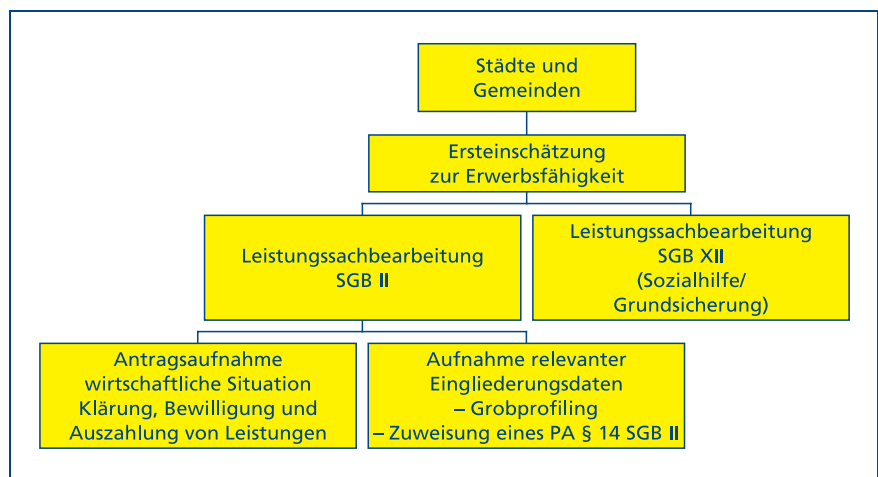 Städte und
Gemeinden
Ersteinschätzung
zur Erwerbsfähigkeit
Leistungssachbearbeitung
SGB II
Leistungssachbearbeitung
SGB XII
(Sozialhilfe/
Grundsicherung)
Antragsaufnahme
wirtschaftliche Situation
Klärung, Bewilligung und
Auszahlung von Leistungen
Aufnahme relevanter
Eingliederungsdaten
– Grobprofiling
– Zuweisung eines PA § 14 SGB II